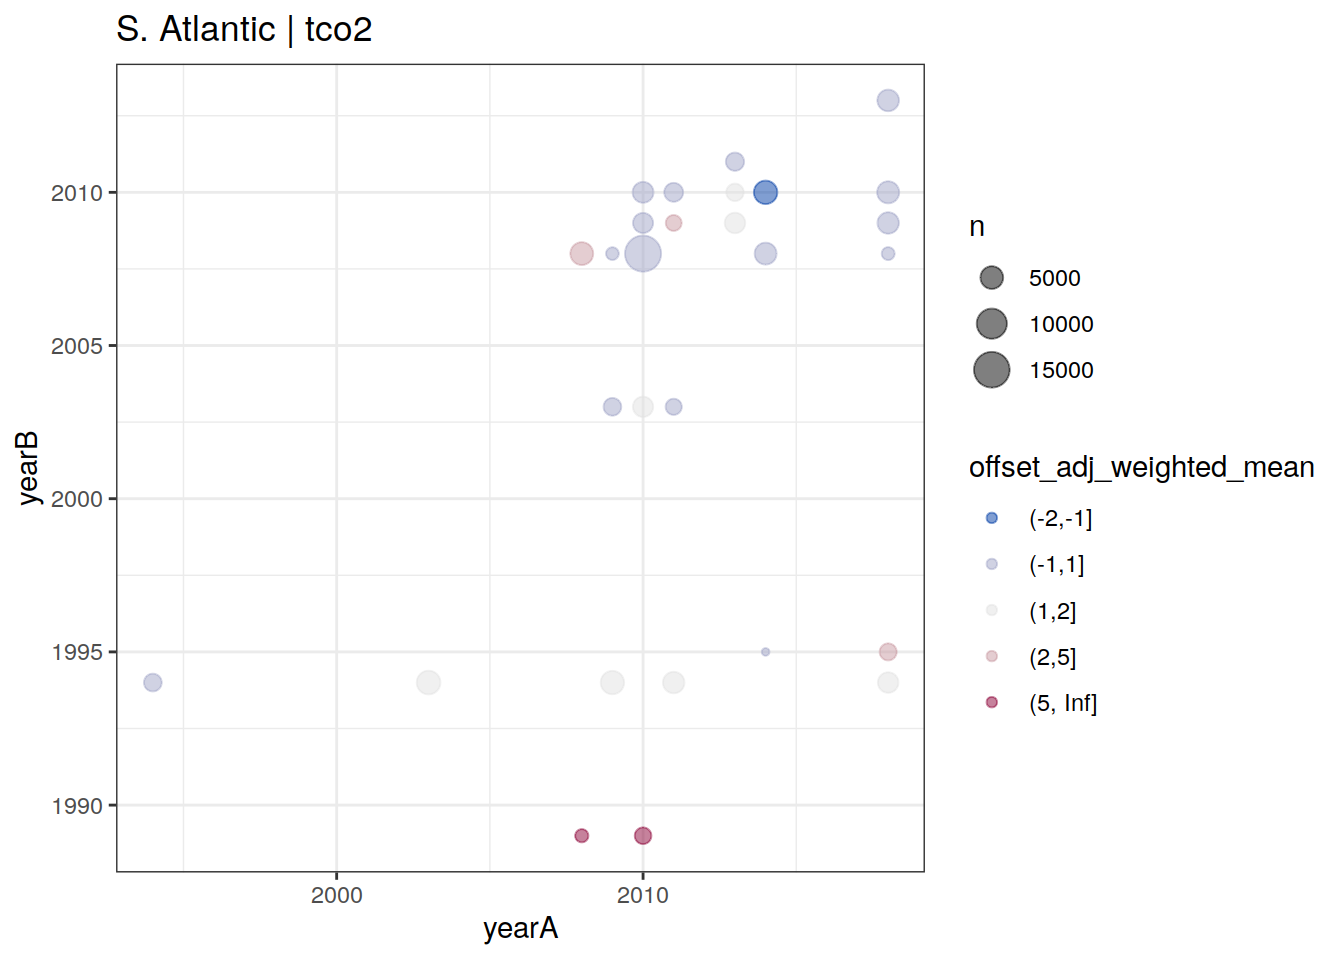 S. Atlantic | tco2
yearB
2010
2005
2000
1995
1990
2000
2010
yearA
n
5000
10000
15000
offset_adj_weighted_mean
(-2,-1]
(-1,1]
(1,2]
(2,5]
(5, Inf]